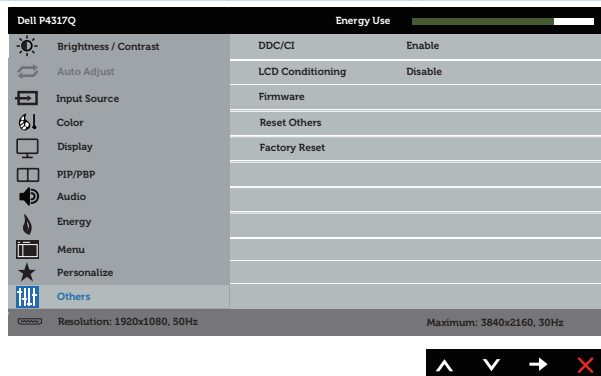 Dell P4317Q Energy Use
Brightness / Contrast DDC/CI Enable
Auto Adjust LCD Conditioning Disable
Input Source Firmware
Color Reset Others
Display Factory Reset
PIP/PBP
Audio
Energy
Menu
Personalize
Others
Resolution: 1920x1080, 50Hz Maximum: 3840x2160, 30Hz